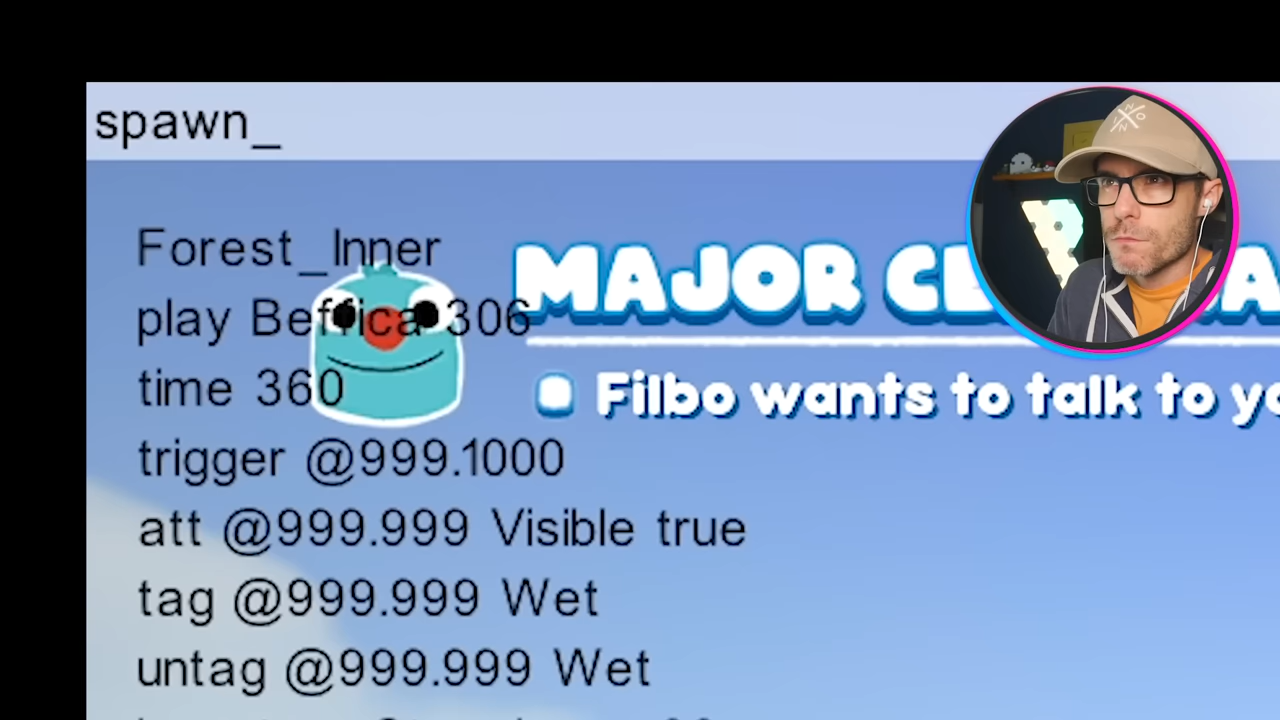 spawn_
Forest_Inner
play Beffica 306
MAJOR CE
time 360
Filbo wants to talk to yo
trigger @999.1000
att @999.999 Visible true
tag @999.999 Wet
untag @999.999 Wet